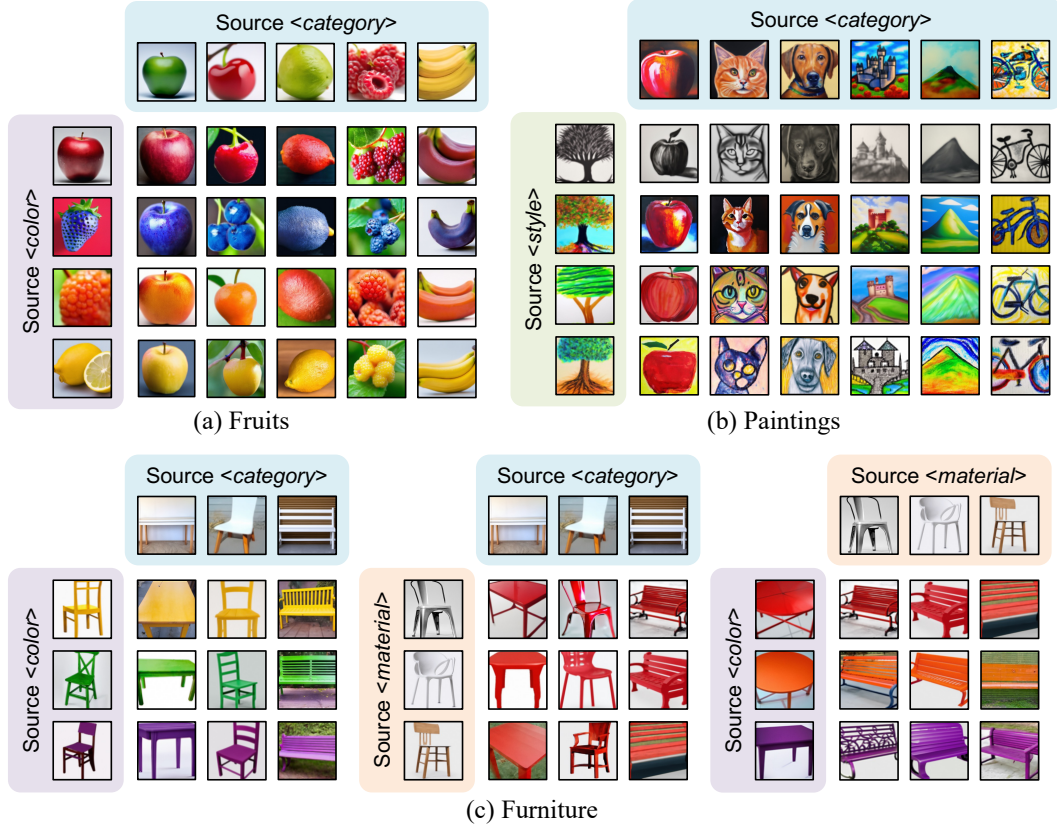 Source <category>
Source <color>
(a) Fruits
Source <category>
Source <style>
(b) Paintings
Source <category>
Source <color>
Source <category>
Source <material>
Source <material>
Source <color>
(c) Furniture